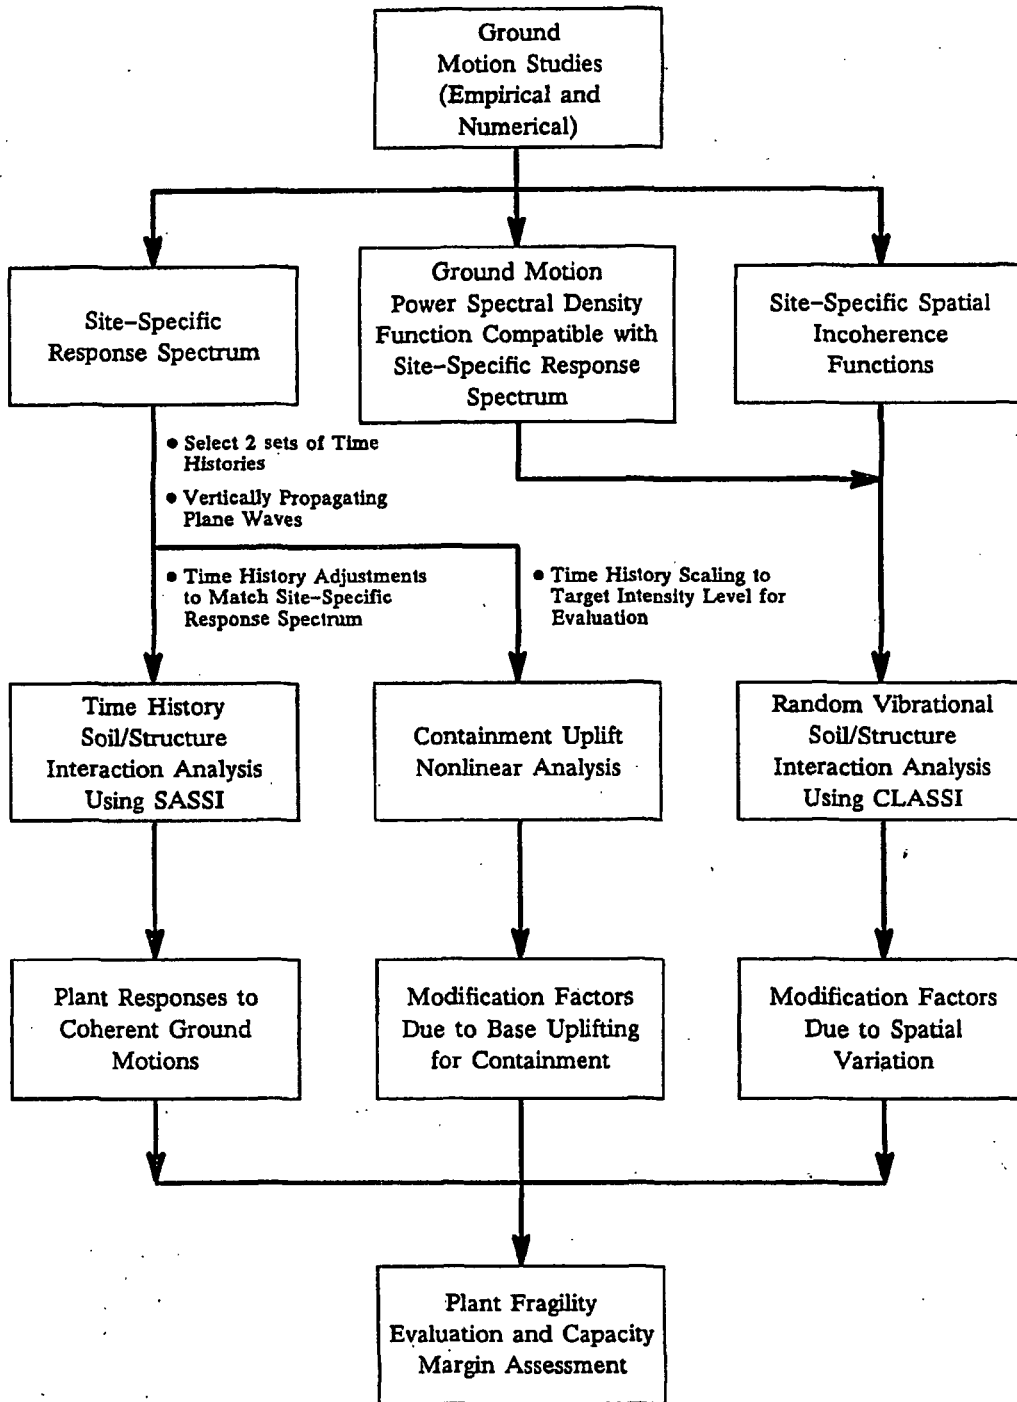 Ground
Motion Studies
(Empirical and
Numerical)
Site-Specific
Response Spectrum
Ground Motion
Power Spectral Density
Function Compatible with
Site-Specific Response
Spectrum
Site-Specific Spatial
Incoherence
Functions
• Select 2 sets of Time
Histories
• Vertically Propagating
Plane Waves
• Time History Adjustments
to Match Site-Specific
Response Spectrum
• Time History Scaling to
Target Intensity Level for
Evaluation
Time History
Soil/Structure
Interaction Analysis
Using SASSI
Containment Uplift
Nonlinear Analysis
Random Vibrational
Soil/Structure
Interaction Analysis
Using CLASSI
Plant Responses to
Coherent Ground
Motions
Modification Factors
Due to Base Uplifting
for Containment
Modification Factors
Due to Spatial
Variation
Plant Fragility
Evaluation and Capacity
Margin Assessment